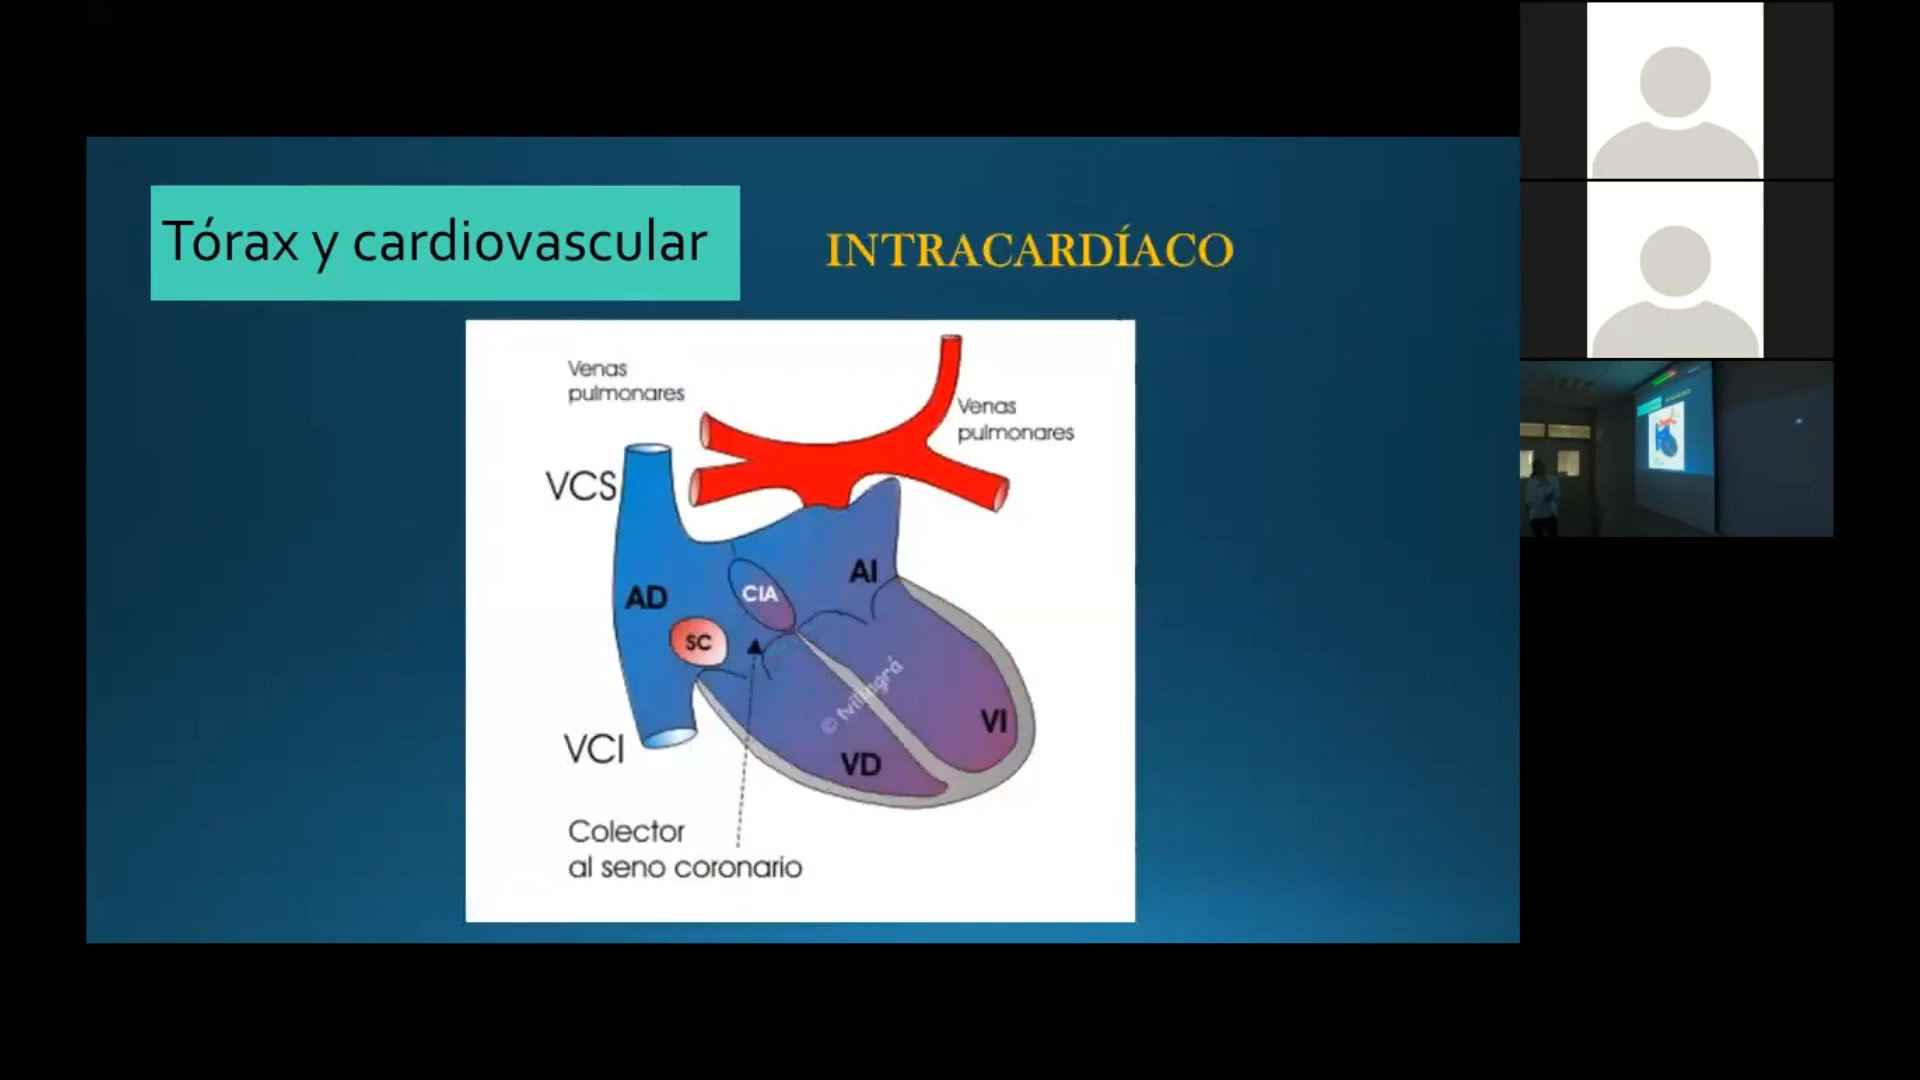 Tórax y cardiovascular
INTRACARDÍACO
Venas
pulmonares
Venas
pulmonares
VCS
AI
CIA
AD
SC
VI
VCI
VD
Colector
al seno coronario